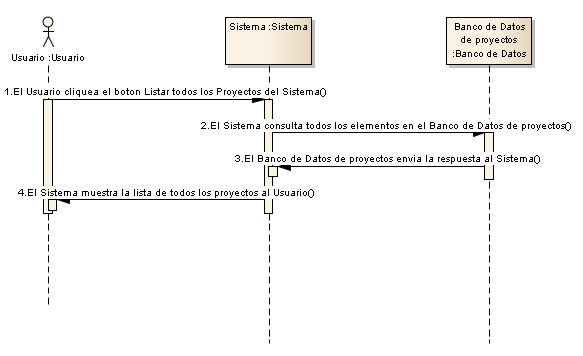 Usuario :Usuario
Sistema :Sistema
Banco de Datos
de proyectos
:Banco de Datos
1.El Usuario cliquea el boton Listar todos los Proyectos del Sistema()
2.El Sistema consulta todos los elementos en el Banco de Datos de proyectos()
3.El Banco de Datos de proyectos envia la respuesta al Sistema()
4.El Sistema muestra la lista de todos los proyectos al Usuario()